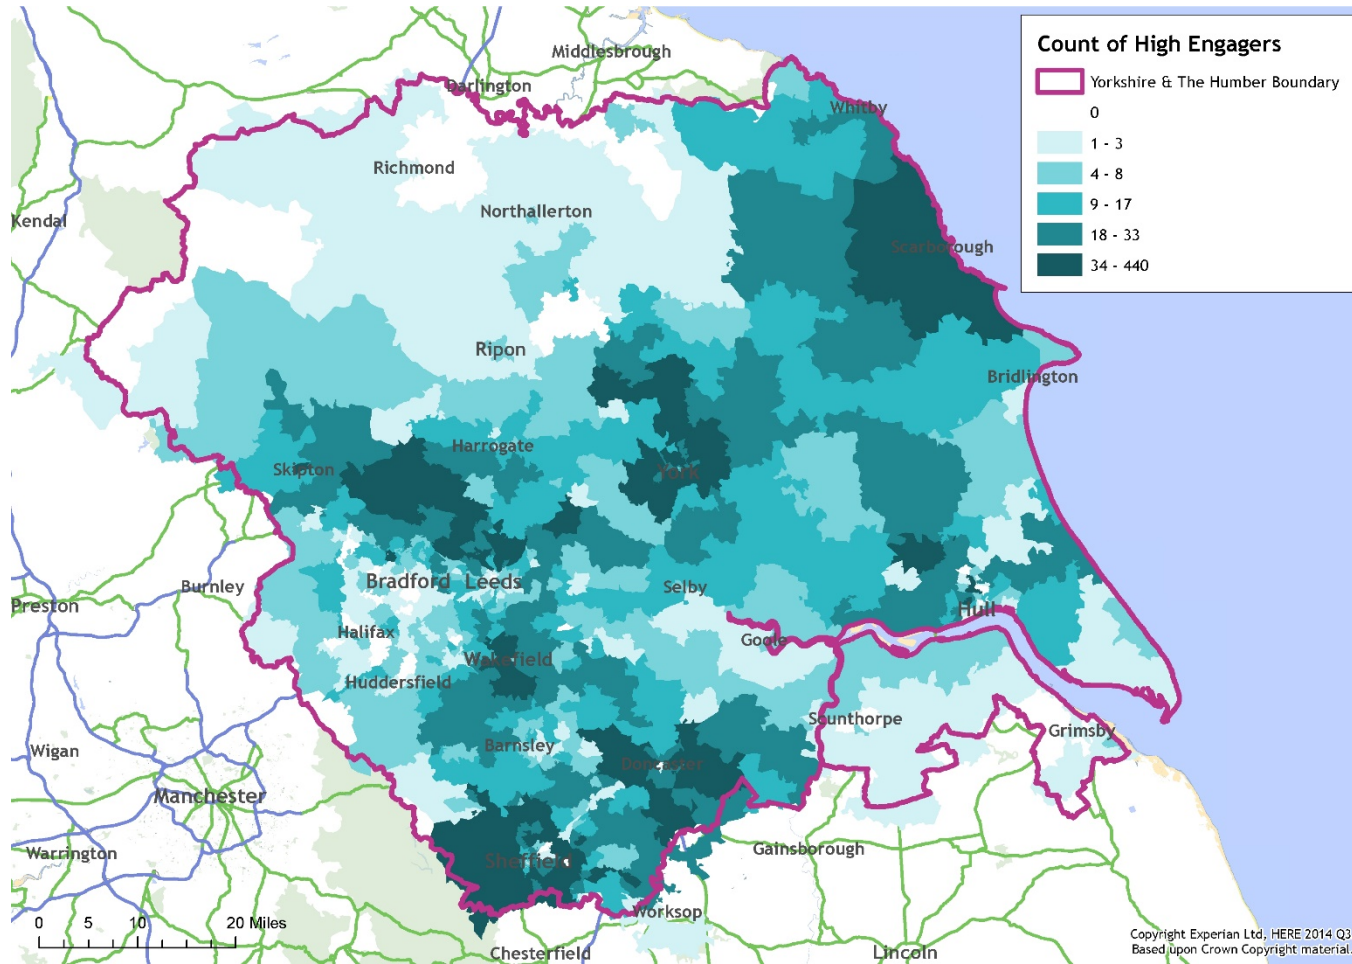 Count of High Engagers
Yorkshire & The Humber Boundary
0
1 - 3
4 - 8
9 - 17
18 - 33
34 - 440
Middlesbrough
Darlington
Whitby
Richmond
Kendal
Northallerton
Scarborough
Ripon
Bridlington
Harrogate
Skipton
York
Bradford
Leeds
Burnley
Selby
Preston
Hull
Halifax
Goole
Wakefield
Huddersfield
Scunthorpe
Grimsby
Wigan
Barnsley
Doncaster
Manchester
Warrington
Gainsborough
Sheffield
Worksop
0 5 10 20 Miles
Chesterfield
Lincoln
Copyright Experian Ltd, HERE 2014 Q3
Based upon Crown Copyright material.